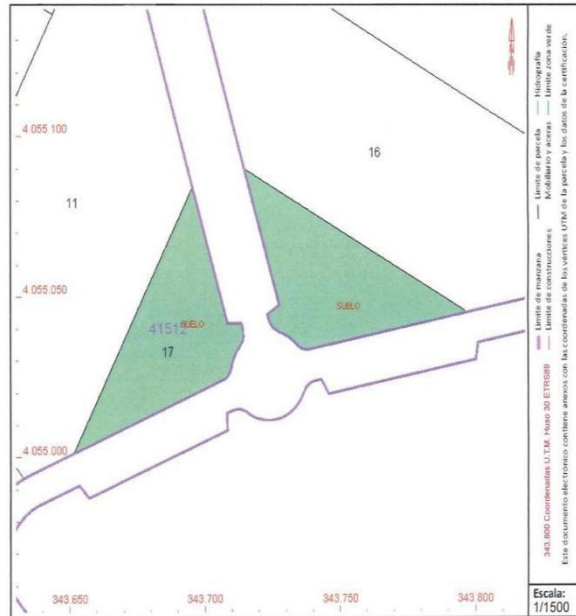 4 055 100
16
11
4.055.050
SUELO
SUELO
41512
17
4 055.000
343.650
343.700
343.750
343.800
343.800 Coordenadas U.T.M. Huso 30 ETRS89
Límite de manzana
Límite de parcela
Hidrografía
Límite de construcciones
Mobiliario y aceras
Límite zona verde
Este documento electrónico contiene anexos con las coordenadas de los vértices UTM de la parcela y los datos de la certificación.
Escala:
1/1500